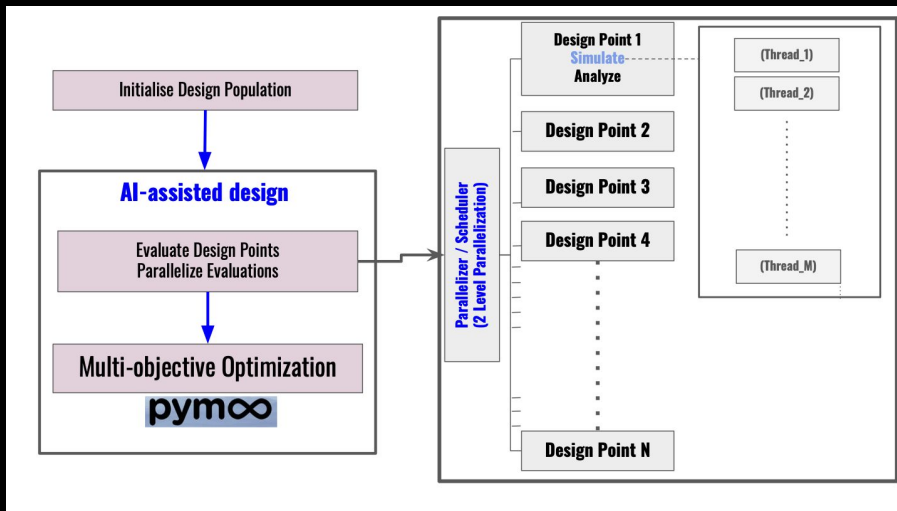 Initialise Design Population
AI-assisted design
Evaluate Design Points
Parallelize Evaluations
Multi-objective Optimization
pymoo
Parallelizer / Scheduler
(2 Level Parallelization)
Design Point 1
Simulate
Analyze
Design Point 2
Design Point 3
Design Point 4
Design Point N
(Thread_1)
(Thread_2)
(Thread_M)